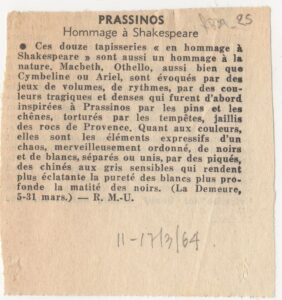 PRASSINOS
Hommage à Shakespeare
● Ces douze tapisseries « en hommage à
Shakespeare » sont aussi un hommage à la
nature. Macbeth, Othello, aussi bien que
Cymbeline ou Ariel, sont évoqués par des
jeux de volumes, de rythmes, par des cou-
leurs tragiques et denses qui furent d'abord
inspirées à Prassinos par les pins et les
chênes, torturés par les tempêtes, jaillis
des rocs de Provence. Quant aux couleurs,
elles sont les éléments expressifs d'un
chaos, merveilleusement ordonné, de noirs
et de blancs, séparés ou unis, par des piqués,
des chinés aux gris sensibles qui rendent
plus éclatante la pureté des blancs plus pro-
fonde la matité des noirs. (La Demeure,
5-31 mars.) — R. M.-U.
11-17/3/64